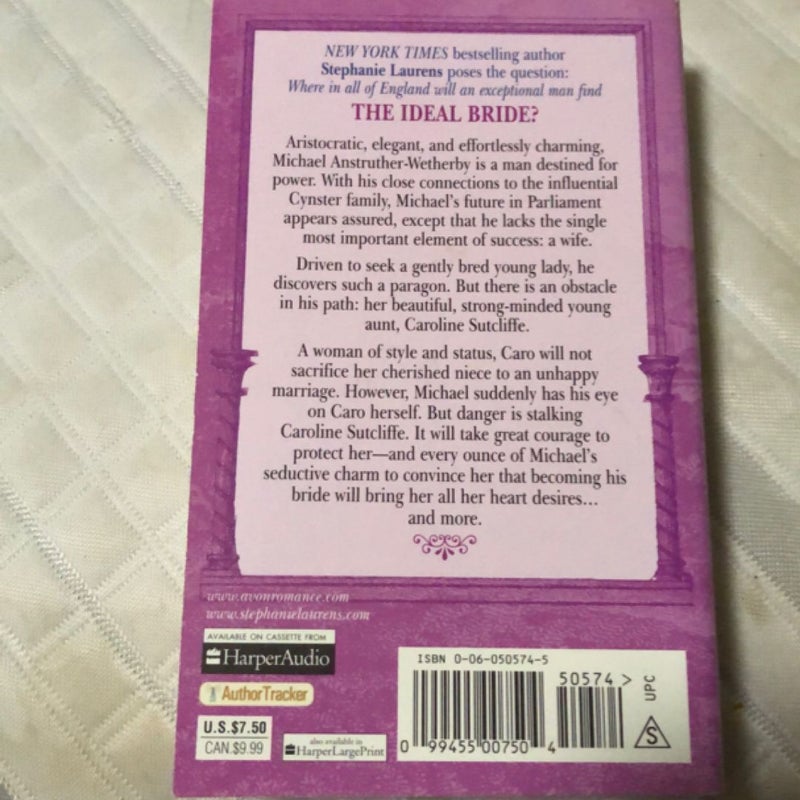 NEW YORK TIMES bestselling author
Stephanie Laurens poses the question:
Where in all of England will an exceptional man find
THE IDEAL BRIDE?
Aristocratic, elegant, and effortlessly charming,
Michael Anstruther-Wetherby is a man destined for
power. With his close connections to the influential
Cynster family, Michael's future in Parliament
appears assured, except that he lacks the single
most important element of success: a wife.
Driven to seek a gently bred young lady, he
discovers such a paragon. But there is an obstacle
in his path: her beautiful, strong-minded young
aunt, Caroline Sutcliffe.
A woman of style and status, Caro will not
sacrifice her cherished niece to an unhappy
marriage. However, Michael suddenly has his eye
on Caro herself. But danger is stalking
Caroline Sutcliffe. It will take great courage to
protect her—and every ounce of Michael's
seductive charm to convince her that becoming his
bride will bring her all her heart desires...
and more.
www.avonromance.com
www.stephanielaurens.com
AVAILABLE ON CASSETTE FROM
HarperAudio
AuthorTracker
U.S.$7.50
CAN.$9.99
also available in
HarperLargePrint
ISBN 0-06-050574-5
50574 >
UPC
0 99455 00750 4
S